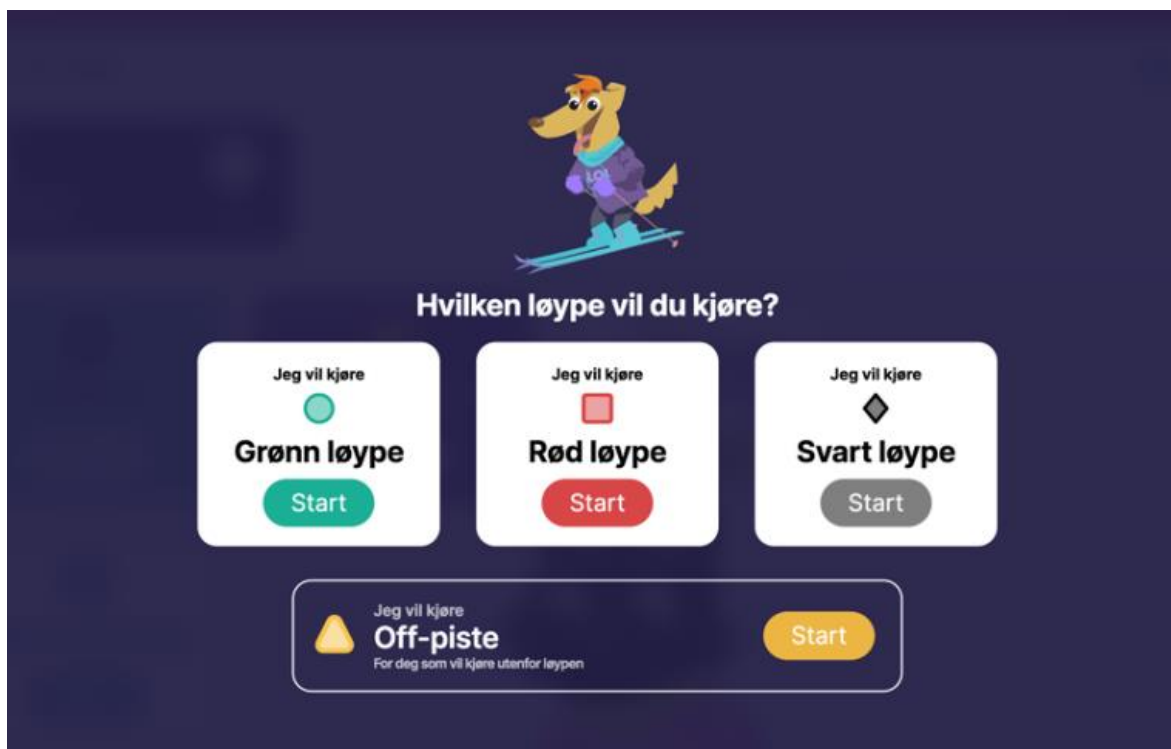 LOL
Hvilken løype vil du kjøre?
Jeg vil kjøre
Grønn løype
Start
Jeg vil kjøre
Rød løype
Start
Jeg vil kjøre
Svart løype
Start
Jeg vil kjøre
Off-piste
For deg som vil kjøre utenfor løypen
Start